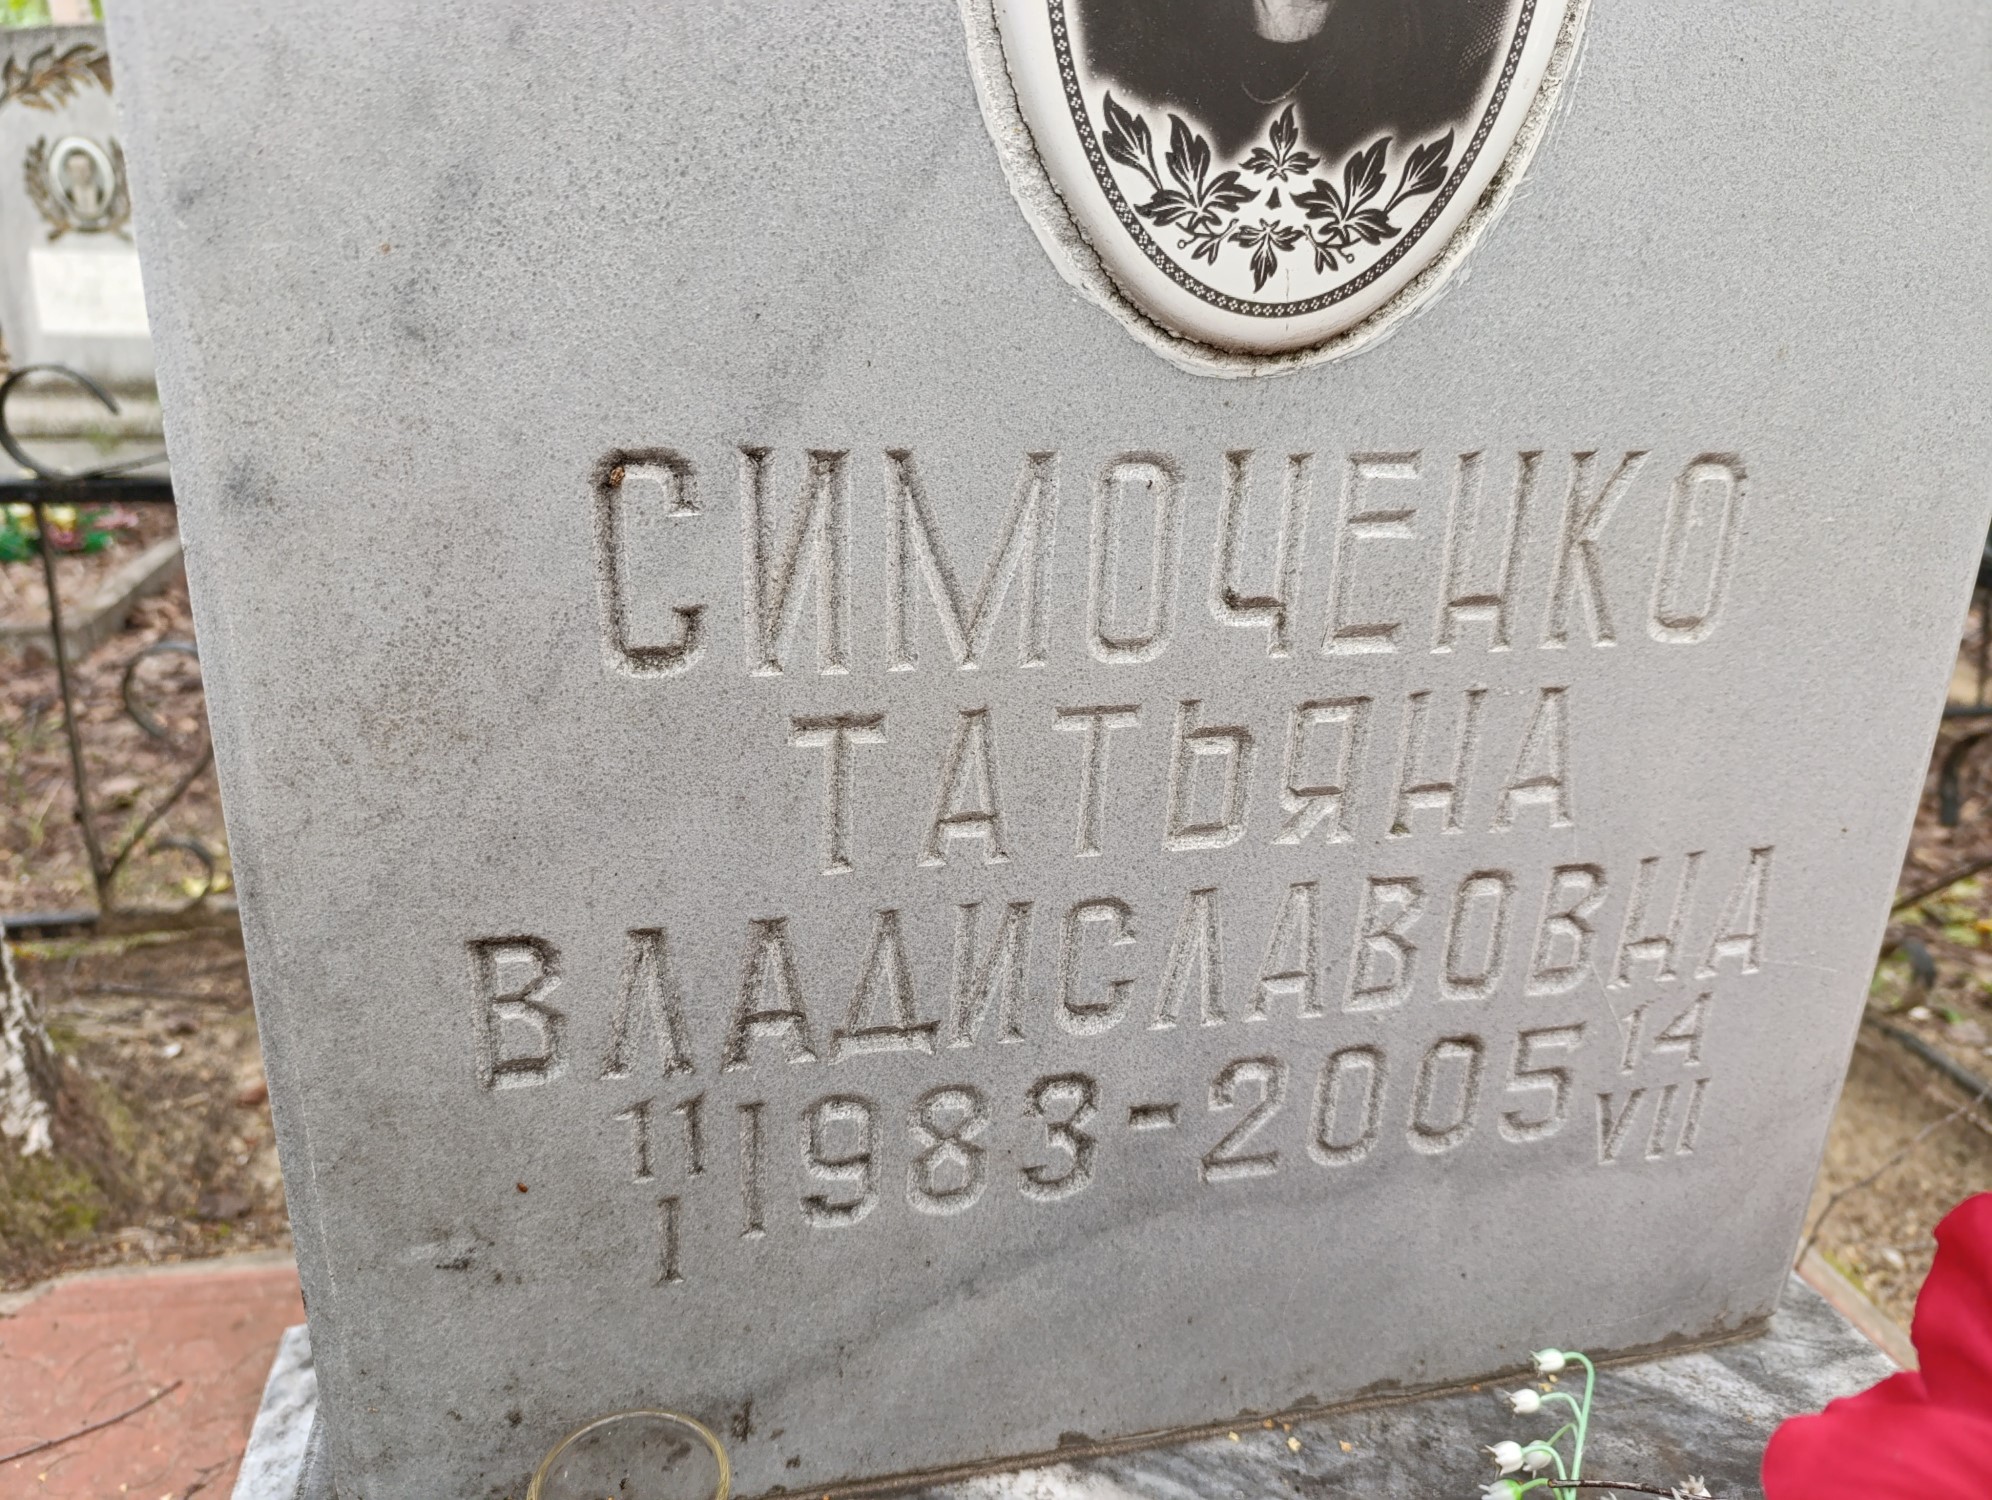 СИМОЧЕНКО
ТАТЬЯНА
ВЛАДИСЛАВОВНА
11 I 1983-2005 14 VII